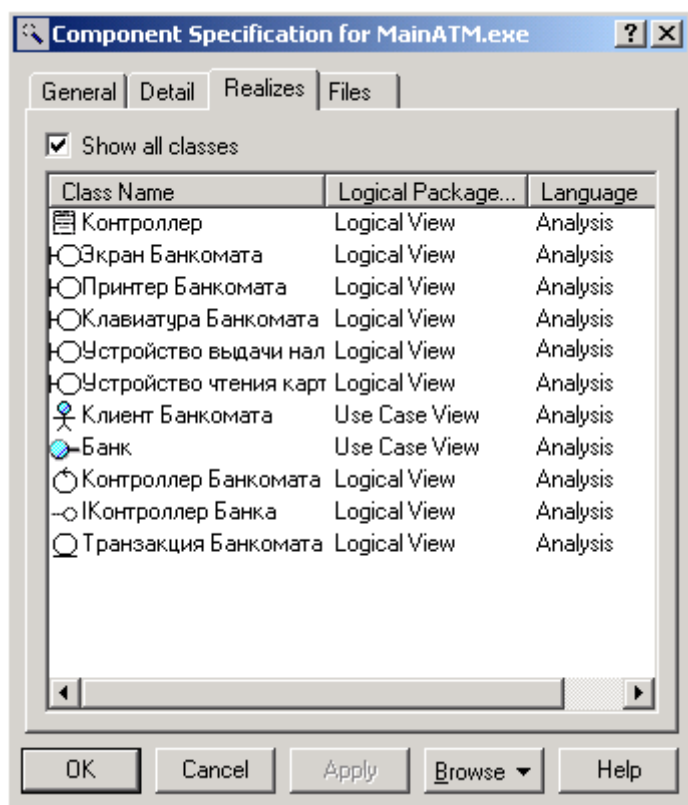 Component Specification for MainATM.exe
General Detail Realizes Files
Show all classes
Class Name Logical Package... Language
Контроллер Logical View Analysis
Экран Банкомата Logical View Analysis
Принтер Банкомата Logical View Analysis
Клавиатура Банкомата Logical View Analysis
Устройство выдачи нал Logical View Analysis
Устройство чтения карт Logical View Analysis
Клиент Банкомата Use Case View Analysis
Банк Use Case View Analysis
Контроллер Банкомата Logical View Analysis
IКонтроллер Банка Logical View Analysis
Транзакция Банкомата Logical View Analysis
OK Cancel Apply Browse Help